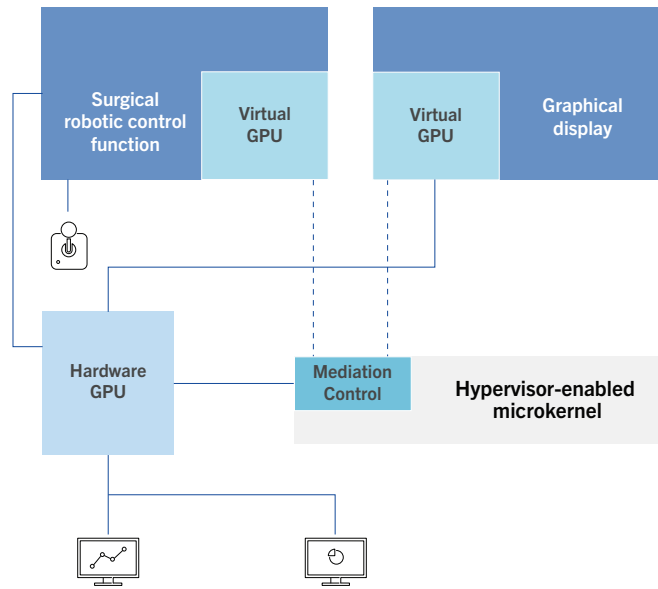 Surgical
robotic control
function
Virtual
GPU
Virtual
GPU
Graphical
display
Hardware
GPU
Mediation
Control
Hypervisor-enabled
microkernel